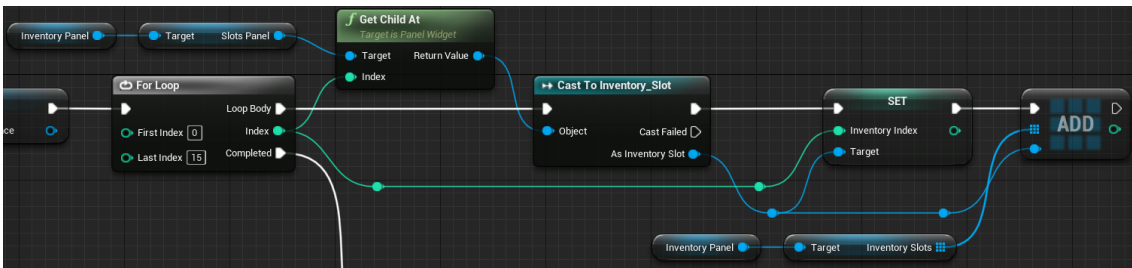 Inventory Panel
Target Slots Panel
f Get Child At
Target is Panel Widget
Target Return Value
Index
For Loop
Loop Body
First Index 0
Index
Last Index 15
Completed
ce
Cast To Inventory_Slot
Object
Cast Failed
As Inventory Slot
SET
Inventory Index
Target
ADD
Inventory Panel
Target Inventory Slots